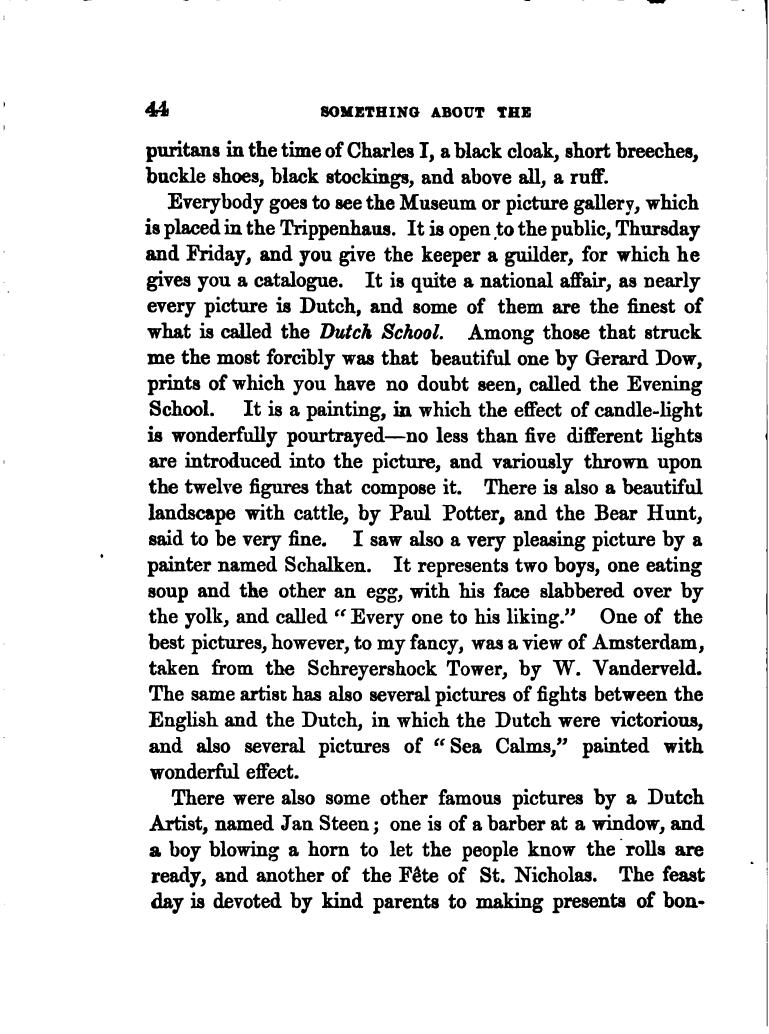 44 SOMETHING ABOUT THE
puritans in the time of Charles I, a black cloak, short breeches,
buckle shoes, black stockings, and above all, a ruff.
Everybody goes to see the Museum or picture gallery, which
is placed in the Trippenhaus. It is open to the public, Thursday
and Friday, and you give the keeper a guilder, for which he
gives you a catalogue. It is quite a national affair, as nearly
every picture is Dutch, and some of them are the finest of
what is called the Dutch School. Among those that struck
me the most forcibly was that beautiful one by Gerard Dow,
prints of which you have no doubt seen, called the Evening
School. It is a painting, in which the effect of candle-light
is wonderfully pourtrayed—no less than five different lights
are introduced into the picture, and variously thrown upon
the twelve figures that compose it. There is also a beautiful
landscape with cattle, by Paul Potter, and the Bear Hunt,
said to be very fine. I saw also a very pleasing picture by a
painter named Schalken. It represents two boys, one eating
soup and the other an egg, with his face slabbered over by
the yolk, and called “Every one to his liking.” One of the
best pictures, however, to my fancy, was a view of Amsterdam,
taken from the Schreyershock Tower, by W. Vanderveld.
The same artist has also several pictures of fights between the
English and the Dutch, in which the Dutch were victorious,
and also several pictures of “Sea Calms,” painted with
wonderful effect.
There were also some other famous pictures by a Dutch
Artist, named Jan Steen; one is of a barber at a window, and
a boy blowing a horn to let the people know the rolls are
ready, and another of the Fête of St. Nicholas. The feast
day is devoted by kind parents to making presents of bon-